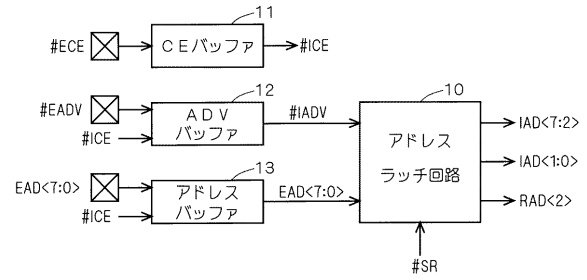 11
#ECE
CEバッファ
#ICE
12
10
#EADV
ADV
バッファ
#IADV
#ICE
アドレス
ラッチ回路
IAD<7:2>
IAD<1:0>
RAD<2>
13
EAD<7:0>
アドレス
バッファ
EAD<7:0>
#ICE
#SR